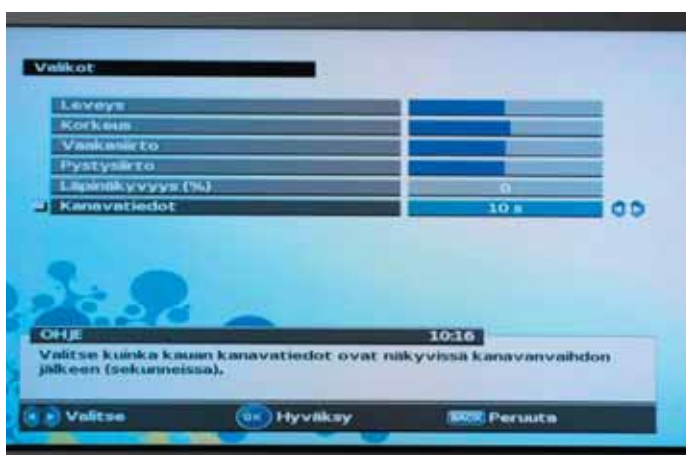 Valikot
Leveys
Korkeus
Vaakasiirto
Pystysiirto
Läpinäkyvyys (%) 0
Kanavatiedot 10 s
OHJE 10:16
Valitse kuinka kauan kanavatiedot ovat näkyvissä kanavanvaihdon
jälkeen (sekunneissa).
Valitse OK Hyväksy BACK Peruuta